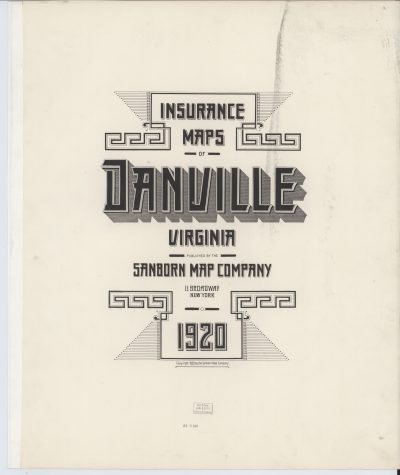 INSURANCE
MAPS
OF
DANVILLE
VIRGINIA
PUBLISHED BY THE
SANBORN MAP COMPANY
11 BROADWAY
NEW YORK
1920